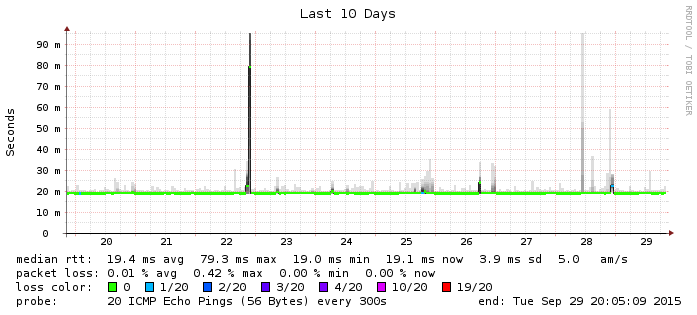 Last 10 Days
RRDTOOL / TOBI OETIKER
Seconds
90 m
80 m
70 m
60 m
50 m
40 m
30 m
20 m
10 m
0
20 21 22 23 24 25 26 27 28 29
median rtt: 19.4 ms avg 79.3 ms max 19.0 ms min 19.1 ms now 3.9 ms sd 5.0 am/s
packet loss: 0.01 % avg 0.42 % max 0.00 % min 0.00 % now
loss color: 0 1/20 2/20 3/20 4/20 10/20 19/20
probe: 20 ICMP Echo Pings (56 Bytes) every 300s end: Tue Sep 29 20:05:09 2015